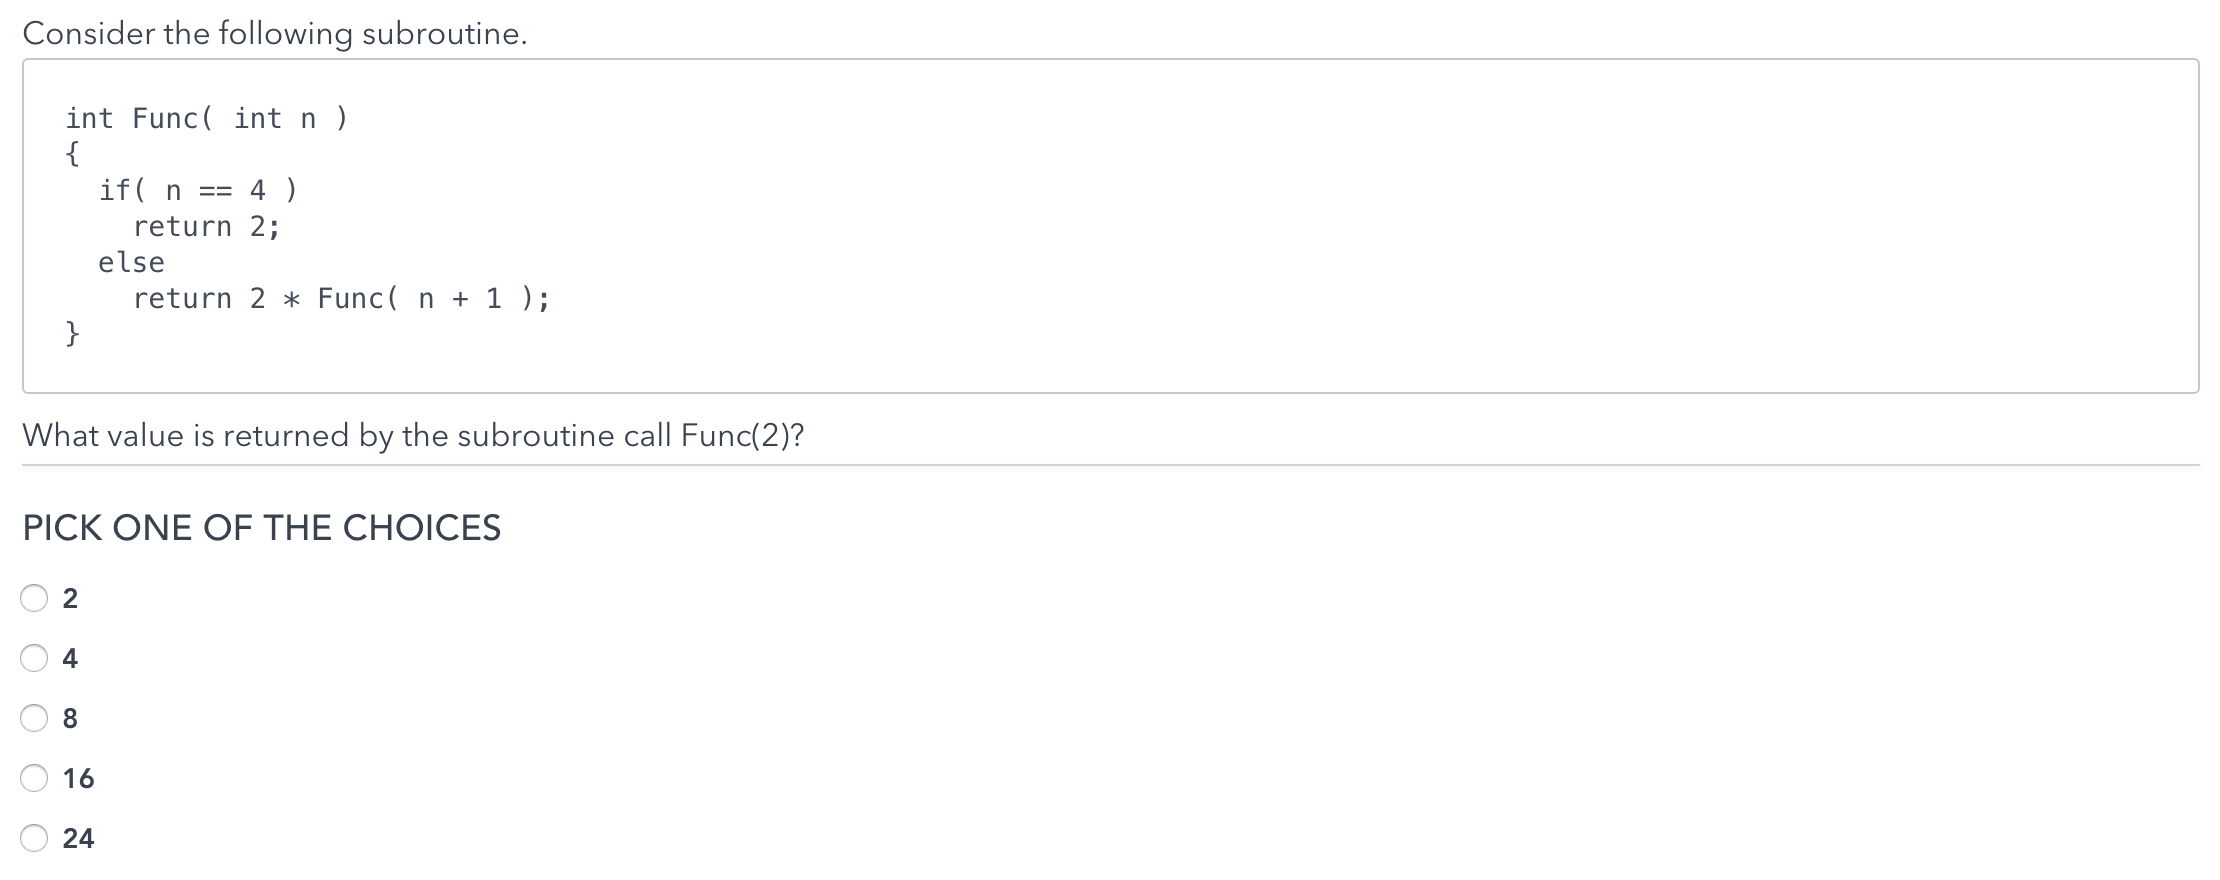 Consider the following subroutine.
int Func( int n )
{
  if( n == 4 )
    return 2;
  else
    return 2 * Func( n + 1 );
}
What value is returned by the subroutine call Func(2)?
PICK ONE OF THE CHOICES
2
4
8
16
24